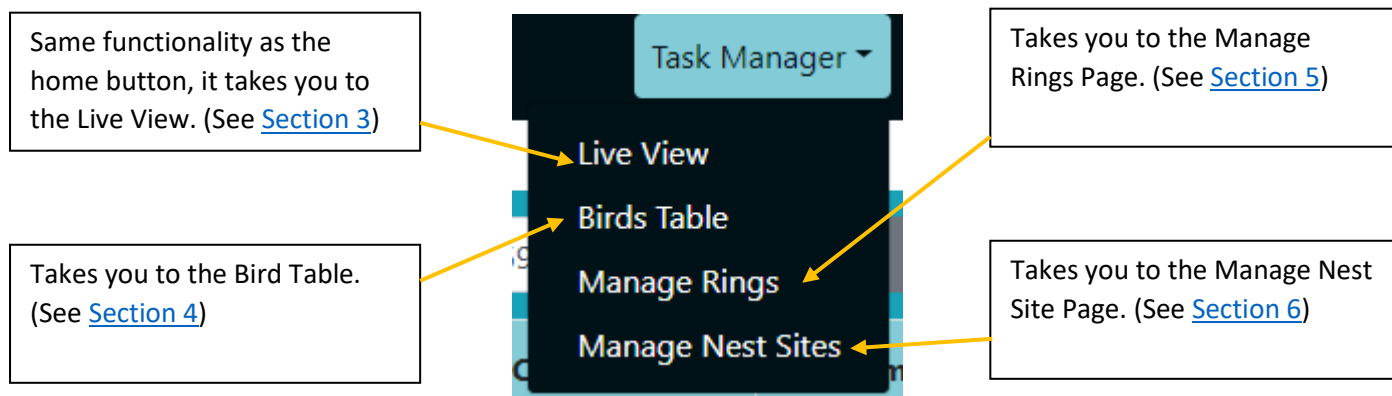 Same functionality as the
home button, it takes you to
the Live View. (See Section 3)
Takes you to the Bird Table.
(See Section 4)
Task Manager
Live View
Birds Table
Manage Rings
Manage Nest Sites
Takes you to the Manage
Rings Page. (See Section 5)
Takes you to the Manage Nest
Site Page. (See Section 6)